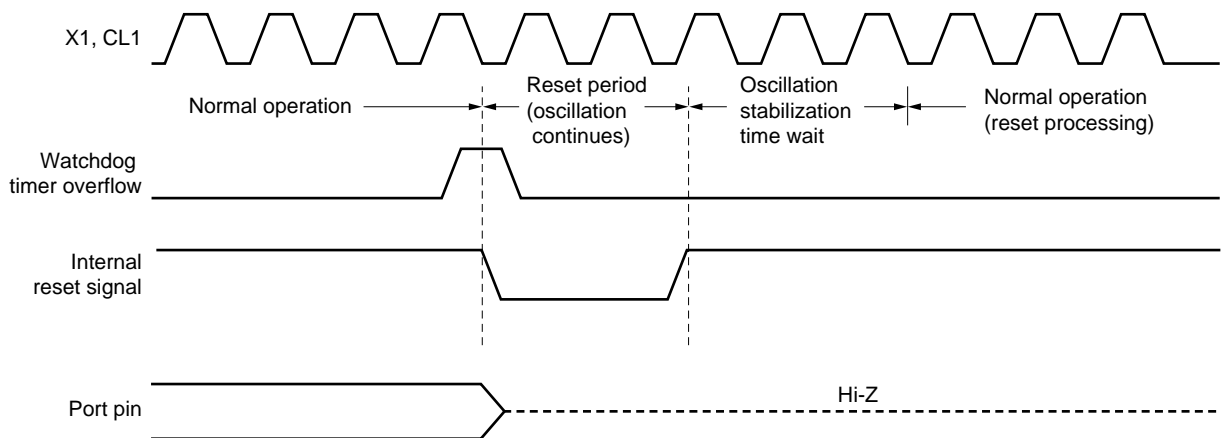 X1, CL1
Normal operation
Reset period
(oscillation
continues)
Oscillation
stabilization
time wait
Normal operation
(reset processing)
Watchdog
timer overflow
Internal
reset signal
Port pin
Hi-Z